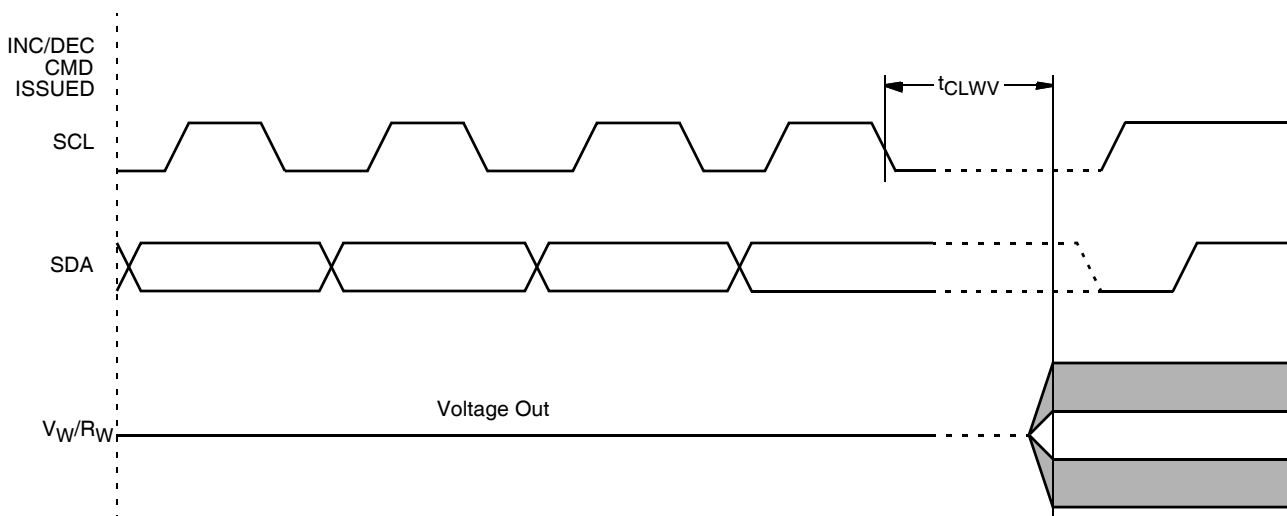 INC/DEC
CMD
ISSUED
tCLWV
SCL
SDA
Voltage Out
VW/RW